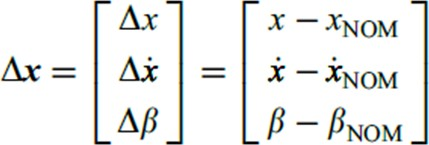 Δ𝒙 = [ Δx ; Δ𝒙̇ ; Δβ ] = [ x − x_NOM ; 𝒙̇ − 𝒙̇_NOM ; β − β_NOM ]